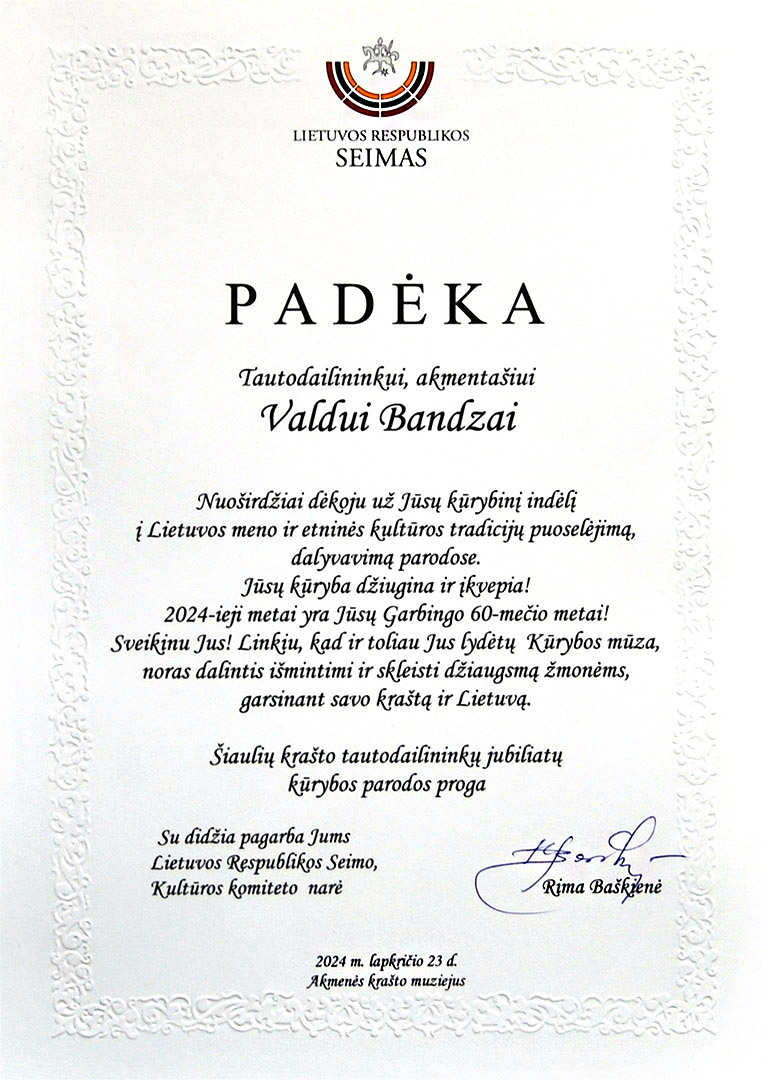 LIETUVOS RESPUBLIKOS
SEIMAS
PADĖKA
Tautodailininkui, akmentašiui
Valdui Bandzai
Nuoširdžiai dėkoju už Jūsų kūrybinį indėlį
į Lietuvos meno ir etninės kultūros tradicijų puoselėjimą,
dalyvavimą parodose.
Jūsų kūryba džiugina ir įkvepia!
2024-ieji metai yra Jūsų Garbingo 60-mečio metai!
Sveikinu Jus! Linkiu, kad ir toliau Jus lydėtų Kūrybos mūza,
noras dalintis išmintimi ir skleisti džiaugsmą žmonėms,
garsinant savo kraštą ir Lietuvą.
Šiaulių krašto tautodailininkų jubiliatų
kūrybos parodos proga
Su didžia pagarba Jums
Lietuvos Respublikos Seimo,
Kultūros komiteto narė
Rima Baškienė
2024 m. lapkričio 23 d.
Akmenės krašto muziejus